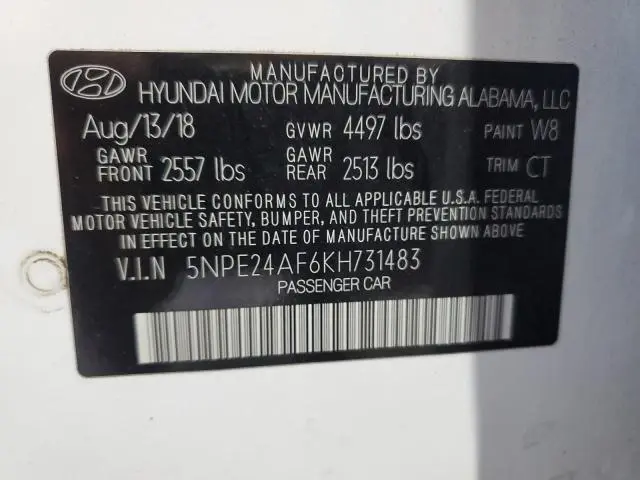 MANUFACTURED BY
HYUNDAI MOTOR MANUFACTURING ALABAMA, LLC
Aug/13/18 GVWR 4497 lbs PAINT W8
GAWR FRONT 2557 lbs GAWR REAR 2513 lbs TRIM CT
THIS VEHICLE CONFORMS TO ALL APPLICABLE U.S.A. FEDERAL
MOTOR VEHICLE SAFETY, BUMPER, AND THEFT PREVENTION STANDARDS
IN EFFECT ON THE DATE OF MANUFACTURE SHOWN ABOVE
V.I.N 5NPE24AF6KH731483
PASSENGER CAR